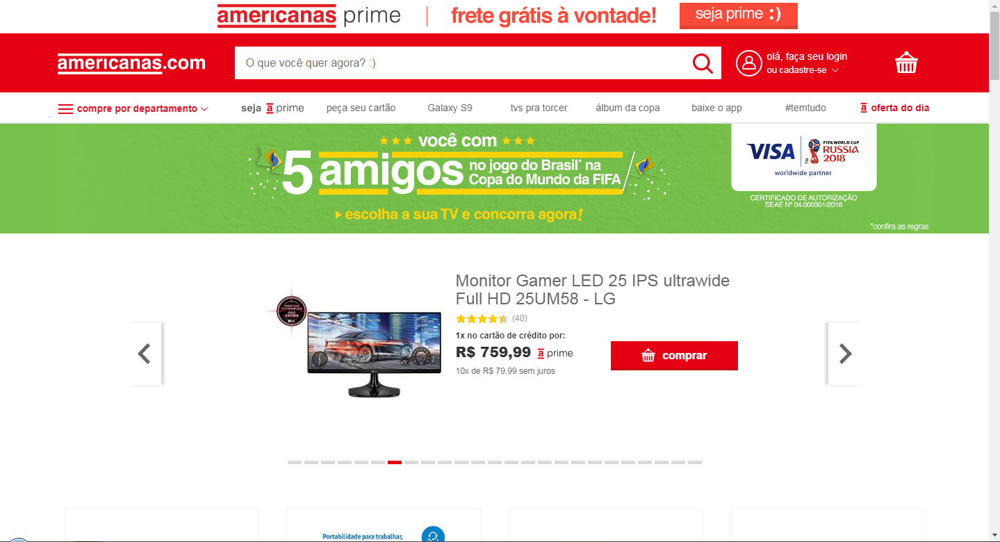 americanas prime
frete grátis à vontade!
seja prime :)
americanas.com
O que você quer agora? :)
olá, faça seu login
ou cadastre-se
compre por departamento
seja a prime
peça seu cartão
Galaxy S9
tvs pra torcer
álbum da copa
baixe o app
#temtudo
a oferta do dia
você com
5 amigos
no jogo do Brasil* na
Copa do Mundo da FIFA
escolha a sua TV e concorra agora!
VISA
FIFA WORLD CUP
RUSSIA
2018
TM
worldwide partner
CERTIFICADO DE AUTORIZAÇÃO
SEAE Nº 04.000301/2018
*confira as regras
Monitor Gamer LED 25 IPS ultrawide
Full HD 25UM58 - LG
(40)
1x no cartão de crédito por:
R$ 759,99 a prime
10x de R$ 79,99 sem juros
comprar
Portabilidade para trabalhar,